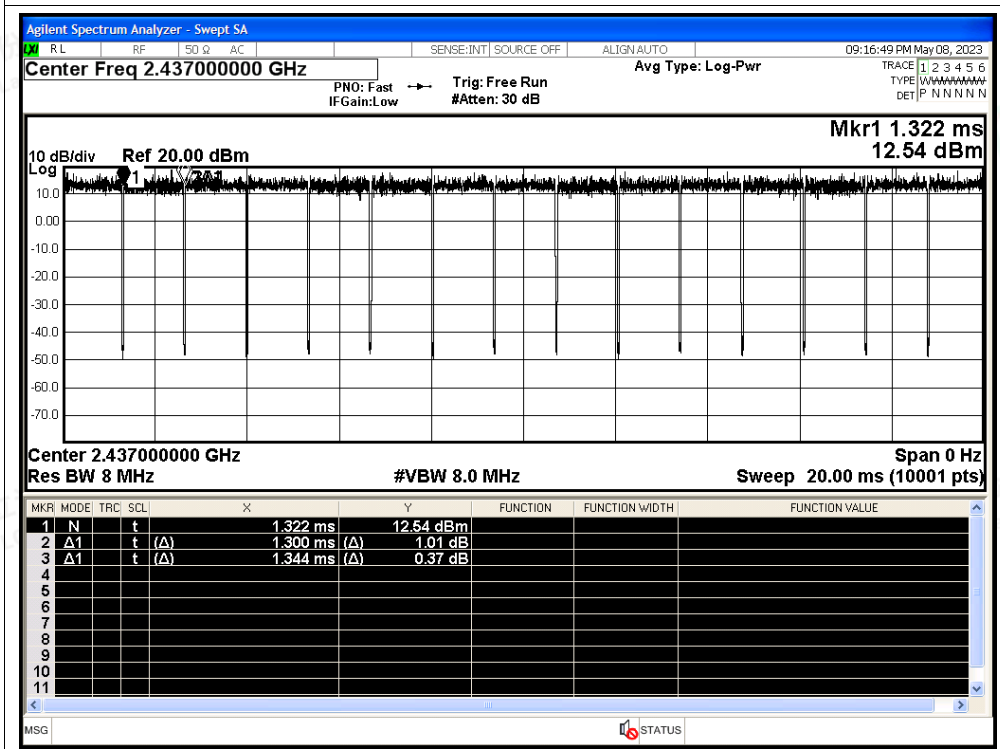 Agilent Spectrum Analyzer - Swept SA
LXI RL RF 50 Ω AC SENSE:INT SOURCE OFF ALIGN AUTO 09:16:49 PM May 08, 2023
Center Freq 2.437000000 GHz
PNO: Fast
IFGain:Low
Trig: Free Run
#Atten: 30 dB
Avg Type: Log-Pwr
TRACE 1 2 3 4 5 6
TYPE WWWWWW
DET P N N N N N
Mkr1 1.322 ms
12.54 dBm
10 dB/div Ref 20.00 dBm
Log
1 2Δ1
10.0
0.00
-10.0
-20.0
-30.0
-40.0
-50.0
-60.0
-70.0
Center 2.437000000 GHz Span 0 Hz
Res BW 8 MHz #VBW 8.0 MHz Sweep 20.00 ms (10001 pts)
MKR MODE TRC SCL X Y FUNCTION FUNCTION WIDTH FUNCTION VALUE
1 N t 1.322 ms 12.54 dBm
2 Δ1 t (Δ) 1.300 ms (Δ) 1.01 dB
3 Δ1 t (Δ) 1.344 ms (Δ) 0.37 dB
4
5
6
7
8
9
10
11
MSG STATUS